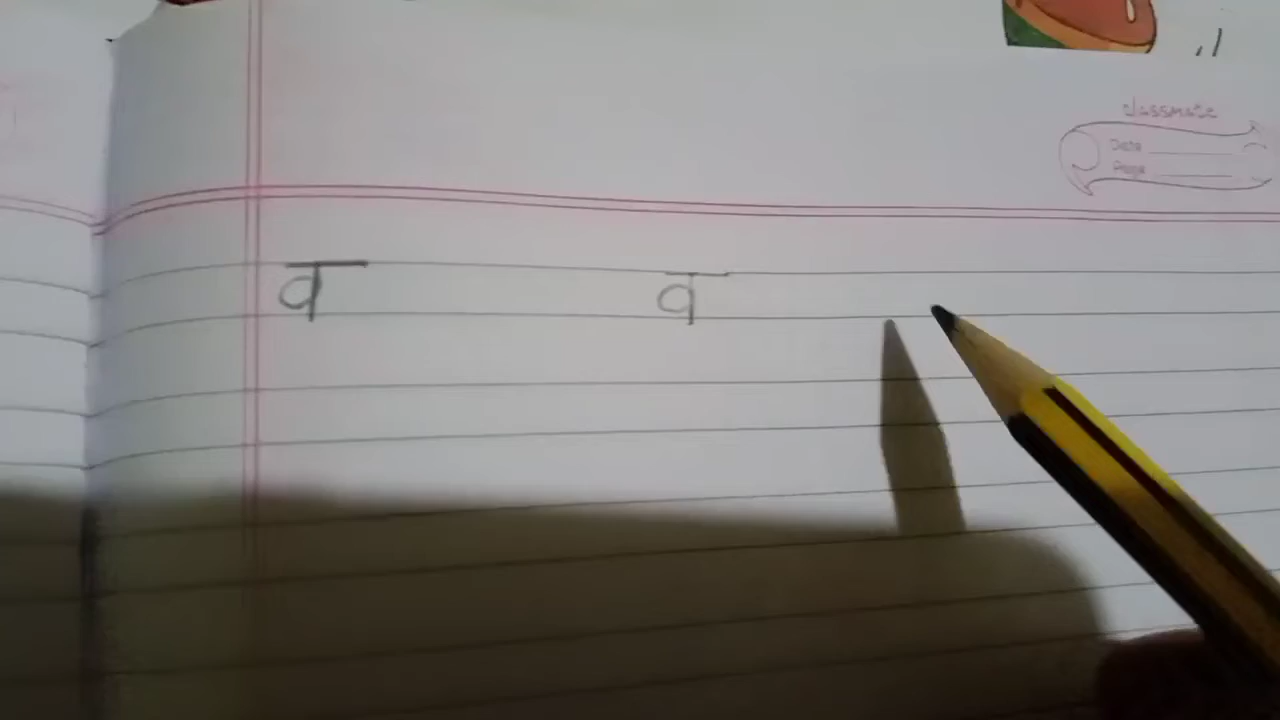 classmate
Date
Page
व व